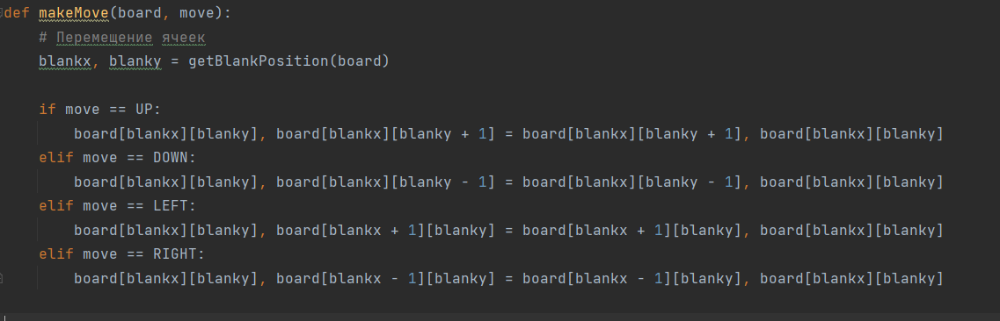 def makeMove(board, move):
# Перемещение ячеек
blankx, blanky = getBlankPosition(board)
if move == UP:
board[blankx][blanky], board[blankx][blanky + 1] = board[blankx][blanky + 1], board[blankx][blanky]
elif move == DOWN:
board[blankx][blanky], board[blankx][blanky - 1] = board[blankx][blanky - 1], board[blankx][blanky]
elif move == LEFT:
board[blankx][blanky], board[blankx + 1][blanky] = board[blankx + 1][blanky], board[blankx][blanky]
elif move == RIGHT:
board[blankx][blanky], board[blankx - 1][blanky] = board[blankx - 1][blanky], board[blankx][blanky]